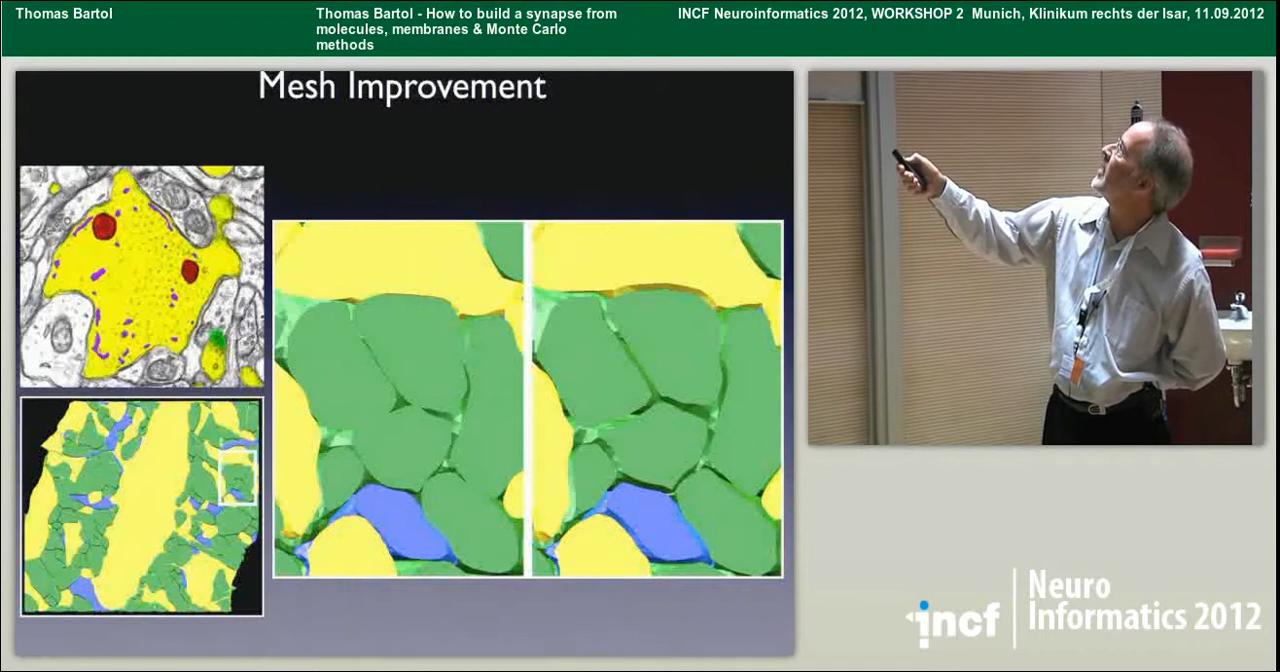 Thomas Bartol
Thomas Bartol - How to build a synapse from
molecules, membranes & Monte Carlo
methods
INCF Neuroinformatics 2012, WORKSHOP 2  Munich, Klinikum rechts der Isar, 11.09.2012
Mesh Improvement
incf
Neuro
Informatics 2012